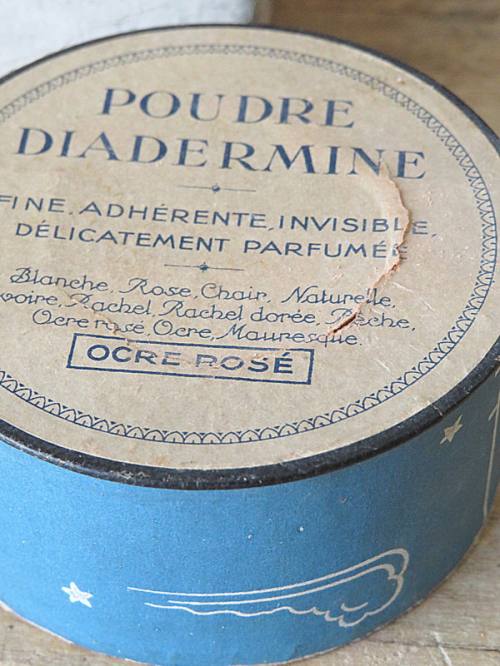 POUDRE
DIADERMINE
FINE, ADHÉRENTE, INVISIBLE,
DÉLICATEMENT PARFUMÉE
Blanche, Rose, Chair, Naturelle,
voire, Rachel, Rachel dorée, Pêche,
Ocre rosé, Ocre, Mauresque.
OCRE ROSÉ